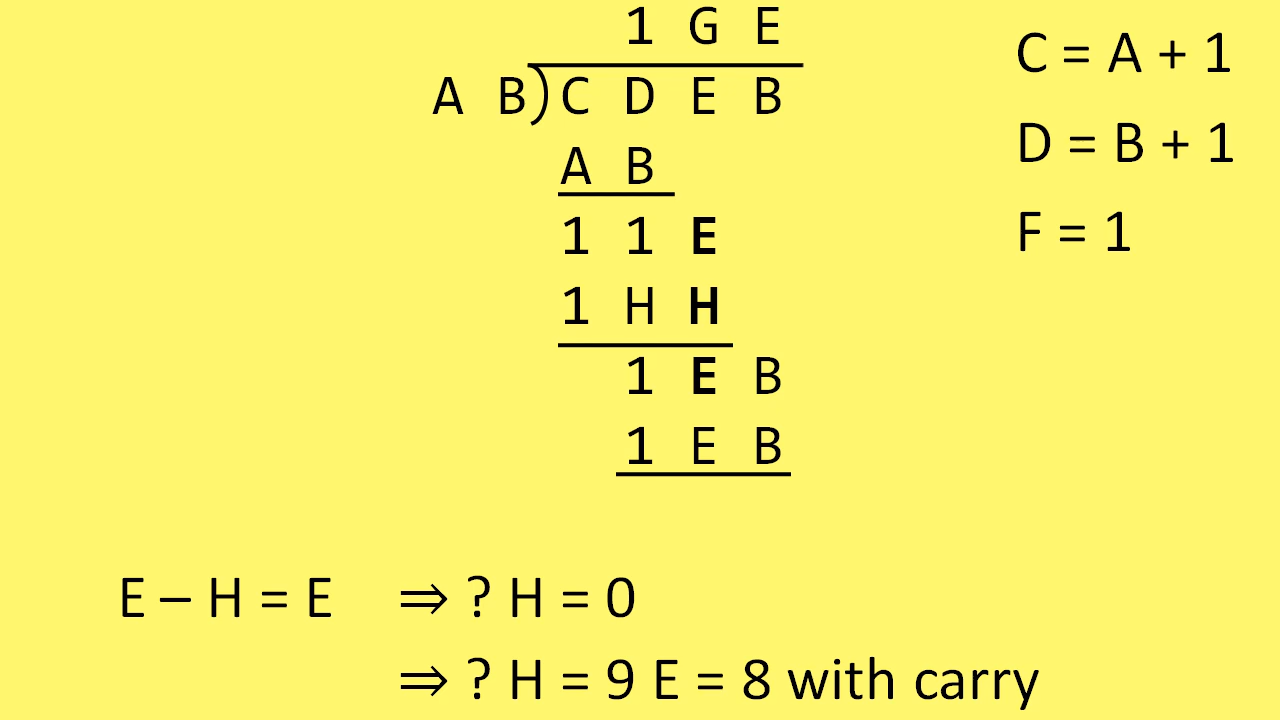 1 G E
A B ) C D E B
A B
1 1 E
1 H H
1 E B
1 E B
C = A + 1
D = B + 1
F = 1
E – H = E ⇒ ? H = 0
⇒ ? H = 9 E = 8 with carry